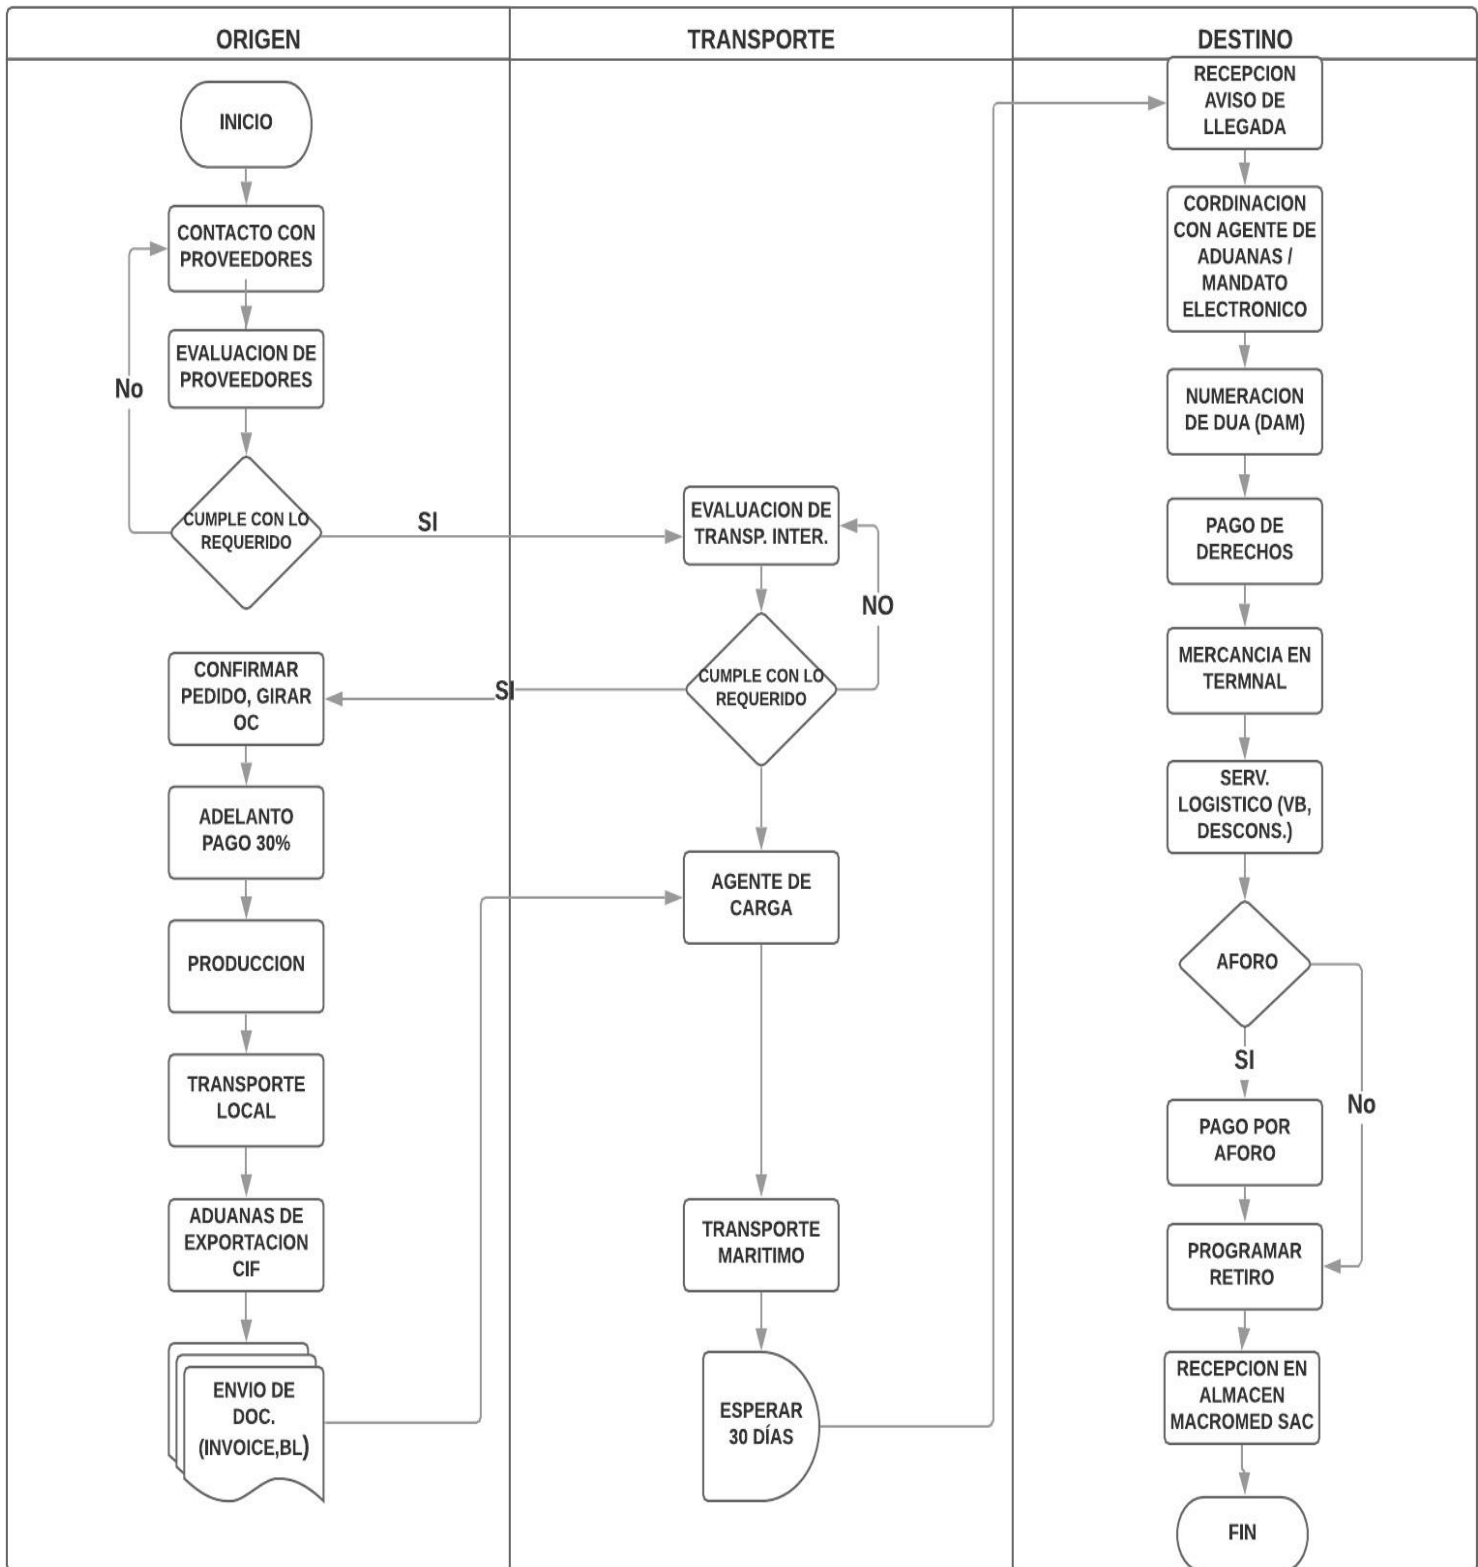 ORIGEN
TRANSPORTE
DESTINO
INICIO
CONTACTO CON
PROVEEDORES
EVALUACION DE
PROVEEDORES
No
CUMPLE CON LO
REQUERIDO
SI
CONFIRMAR
PEDIDO, GIRAR
OC
ADELANTO
PAGO 30%
PRODUCCION
TRANSPORTE
LOCAL
ADUANAS DE
EXPORTACION
CIF
ENVIO DE
DOC.
(INVOICE,BL)
EVALUACION DE
TRANSP. INTER.
NO
CUMPLE CON LO
REQUERIDO
SI
AGENTE DE
CARGA
TRANSPORTE
MARITIMO
ESPERAR
30 DÍAS
RECEPCION
AVISO DE
LLEGADA
CORDINACION
CON AGENTE DE
ADUANAS /
MANDATO
ELECTRONICO
NUMERACION
DE DUA (DAM)
PAGO DE
DERECHOS
MERCANCIA EN
TERMNAL
SERV.
LOGISTICO (VB,
DESCONS.)
AFORO
SI
No
PAGO POR
AFORO
PROGRAMAR
RETIRO
RECEPCION EN
ALMACEN
MACROMED SAC
FIN